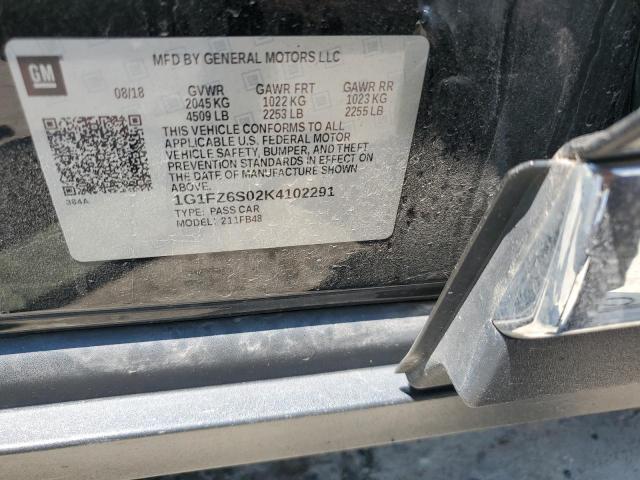 GM
MFD BY GENERAL MOTORS LLC
08/18 GVWR GAWR FRT GAWR RR
2045 KG 1022 KG 1023 KG
4509 LB 2253 LB 2255 LB
THIS VEHICLE CONFORMS TO ALL
APPLICABLE U.S. FEDERAL MOTOR
VEHICLE SAFETY, BUMPER, AND THEFT
PREVENTION STANDARDS IN EFFECT ON
THE DATE OF MANUFACTURE SHOWN
ABOVE.
384A
1G1FZ6S02K4102291
TYPE: PASS CAR
MODEL: 211FB48